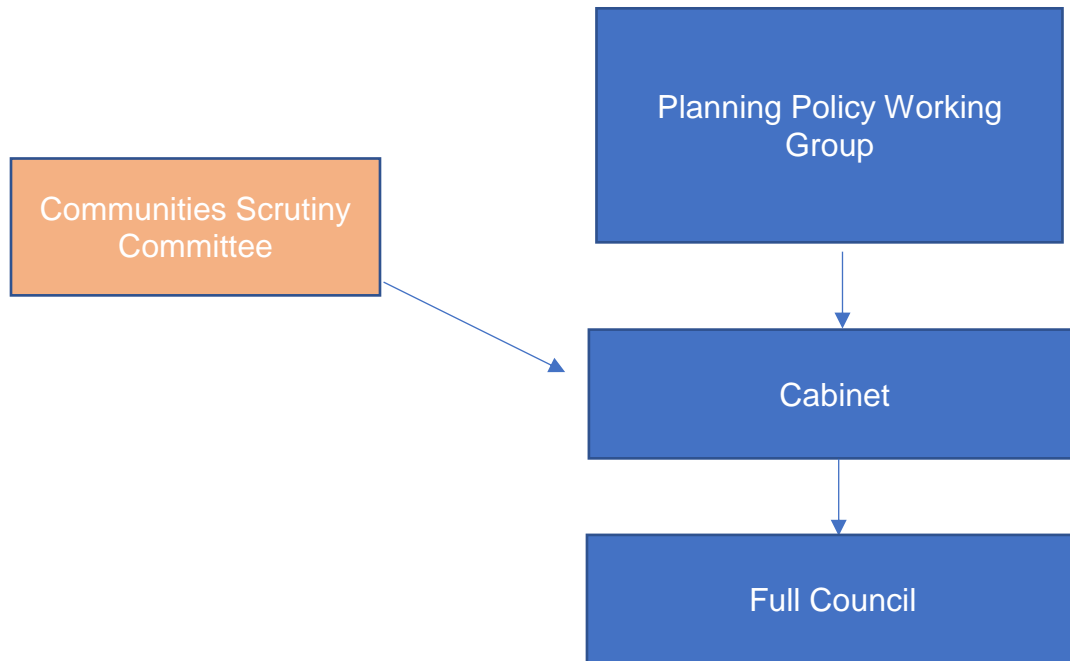 Planning Policy Working
Group
Communities Scrutiny
Committee
Cabinet
Full Council